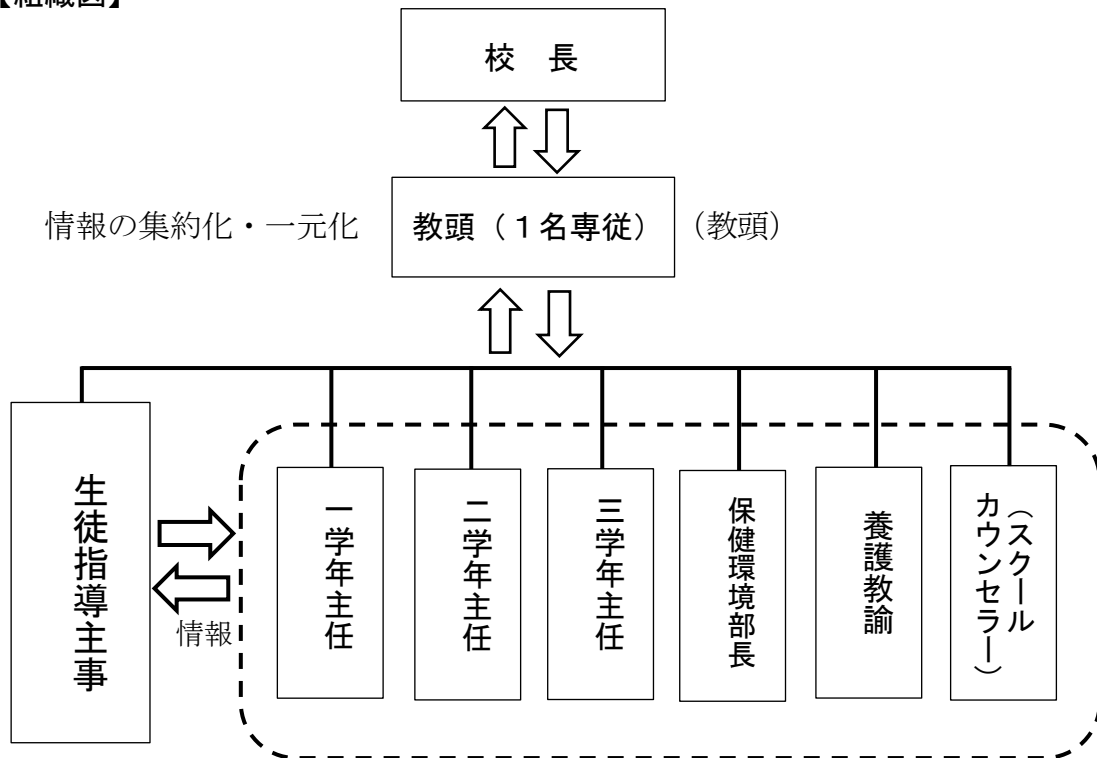 【組織図】
校　長
情報の集約化・一元化
教頭（１名専従）
（教頭）
生徒指導主事
情報
一学年主任
二学年主任
三学年主任
保健環境部長
養護教諭
（スクール
カウンセラー）